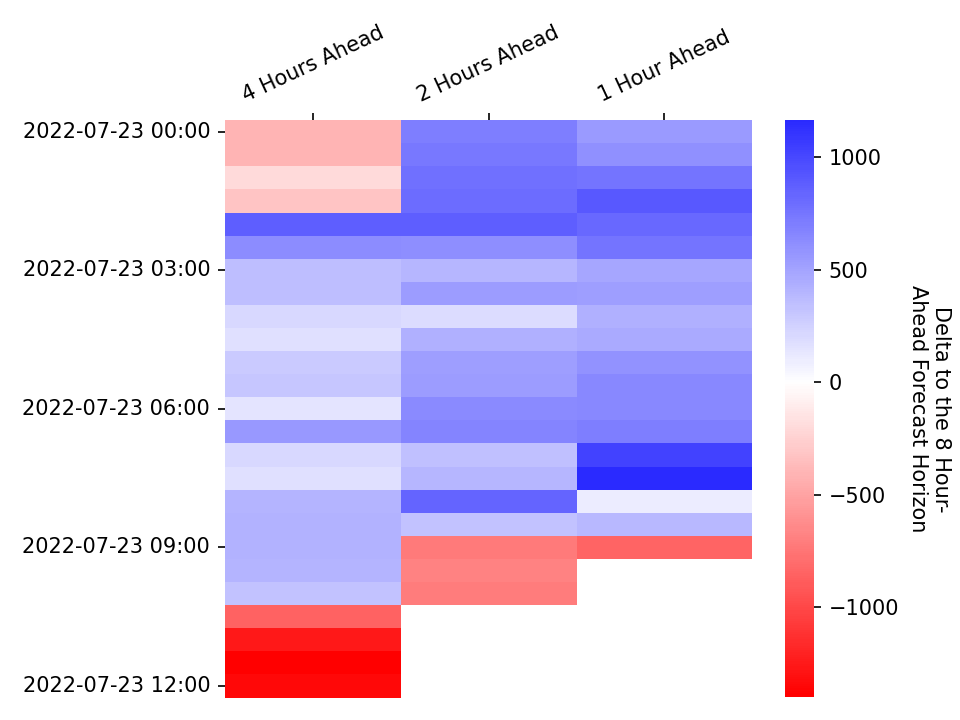 4 Hours Ahead
2 Hours Ahead
1 Hour Ahead
2022-07-23 00:00
2022-07-23 03:00
2022-07-23 06:00
2022-07-23 09:00
2022-07-23 12:00
1000
500
0
−500
−1000
Delta to the 8 Hour-
Ahead Forecast Horizon